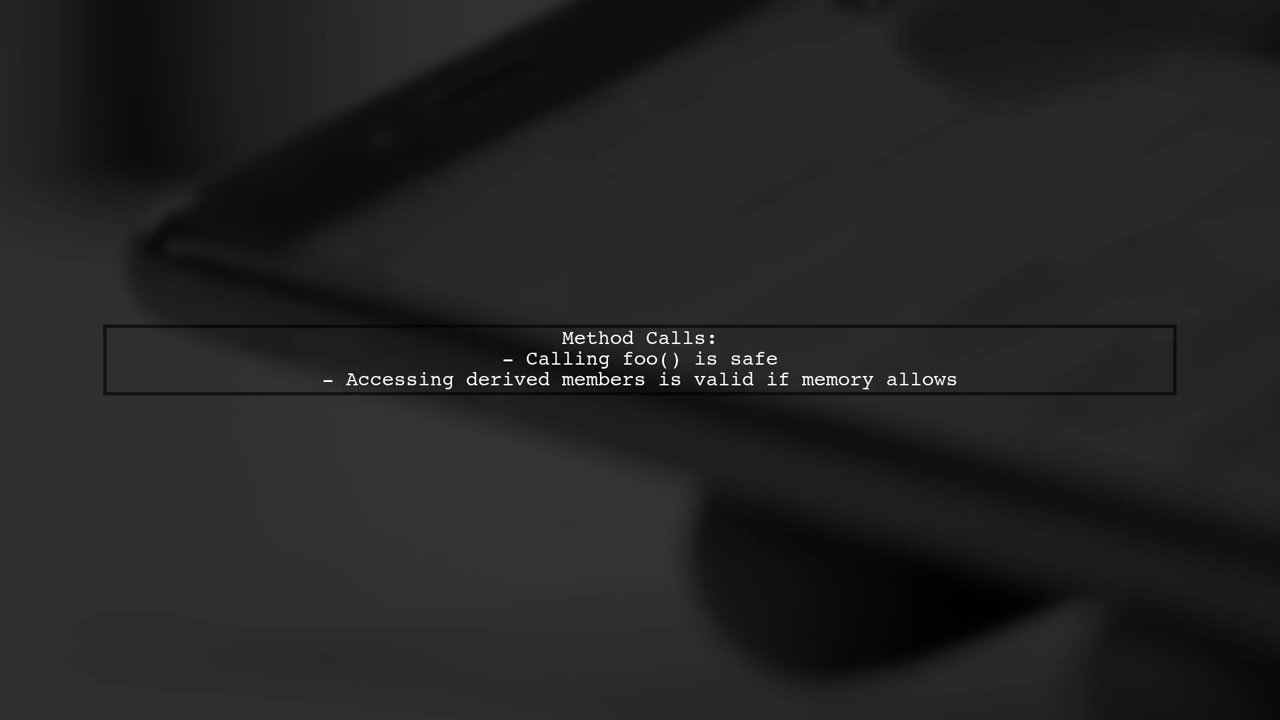 Method Calls:
- Calling foo() is safe
- Accessing derived members is valid if memory allows